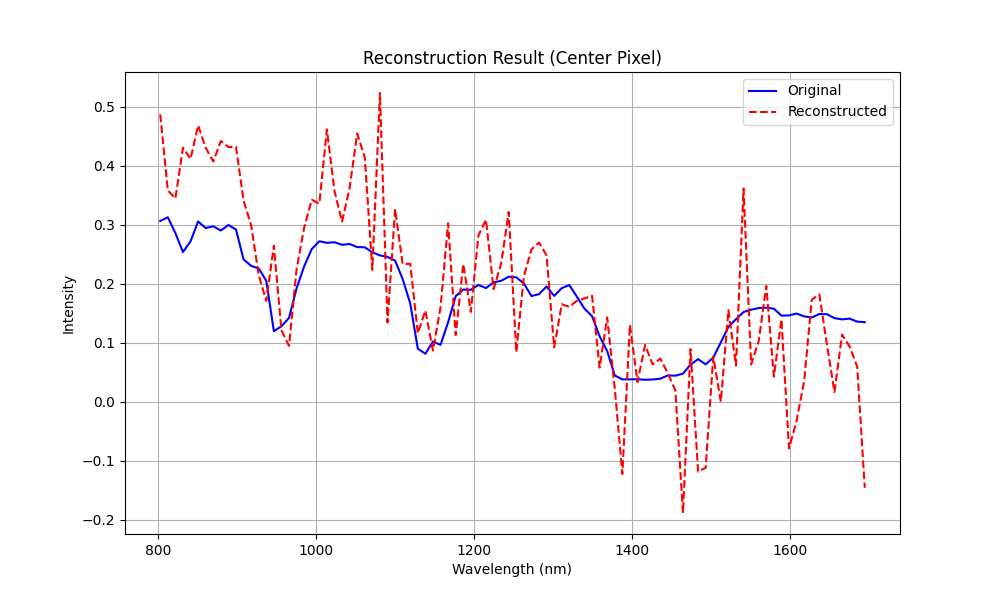 Reconstruction Result (Center Pixel)
Original
Reconstructed
Intensity
0.5
0.4
0.3
0.2
0.1
0.0
−0.1
−0.2
800 1000 1200 1400 1600
Wavelength (nm)